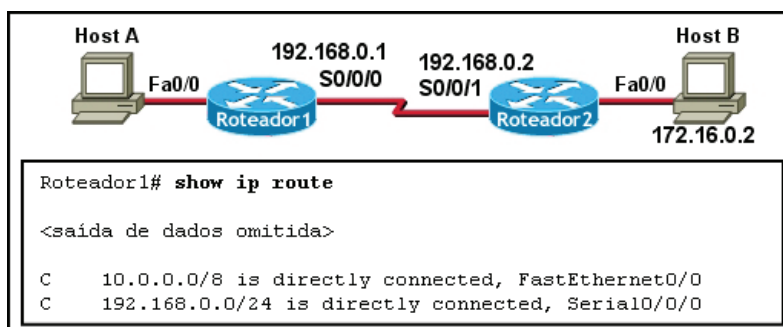 Host A
Host B
192.168.0.1
192.168.0.2
Fa0/0
S0/0/0
S0/0/1
Fa0/0
Roteador1
Roteador2
172.16.0.2
Roteador1# show ip route
<saída de dados omitida>
C 10.0.0.0/8 is directly connected, FastEthernet0/0
C 192.168.0.0/24 is directly connected, Serial0/0/0